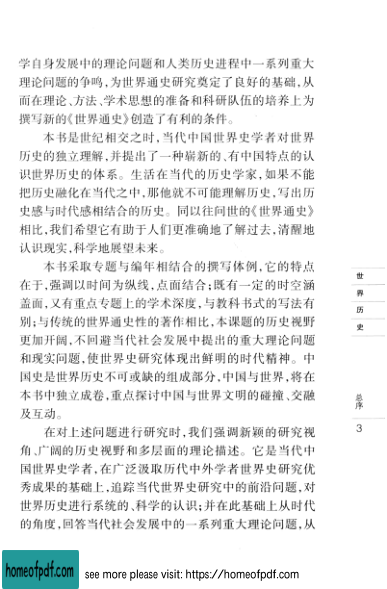 学自身发展中的理论问题和人类历史进程中一系列重大
理论问题的争鸣,为世界通史研究奠定了良好的基础,从
而在理论、方法、学术思想的准备和科研队伍的培养上为
撰写新的《世界通史》创造了有利的条件。
本书是世纪相交之时,当代中国世界史学者对世界
历史的独立理解,并提出了一种崭新的、有中国特点的认
识世界历史的体系。生活在当代的历史学家,如果不能
把历史融化在当代之中,那他就不可能理解历史,写出历
史感与时代感相结合的历史。同以往问世的《世界通史》
相比,我们希望它有助于人们更准确地了解过去,清醒地
认识现实,科学地展望未来。
本书采取专题与编年相结合的撰写体例,它的特点
在于,强调以时间为纵线,点面结合;既有一定的时空涵
盖面,又有重点专题上的学术深度,与教科书式的写法有
别;与传统的世界通史性的著作相比,本课题的历史视野
更加开阔,不回避当代社会发展中提出的重大理论问题
和现实问题,使世界史研究体现出鲜明的时代精神。中
国史是世界历史不可或缺的组成部分,中国与世界,将在
本书中独立成卷,重点探讨中国与世界文明的碰撞、交融
及互动。
在对上述问题进行研究时,我们强调新颖的研究视
角、广阔的历史视野和多层面的理论描述。它是当代中
国世界史学者,在广泛汲取历代中外学者世界史研究优
秀成果的基础上,追踪当代世界史研究中的前沿问题,对
世界历史进行系统的、科学的认识;并在此基础上从时代
的角度,回答当代社会发展中的一系列重大理论问题,从
世界历史
总序
3
homeofpdf.com
see more please visit: https://homeofpdf.com